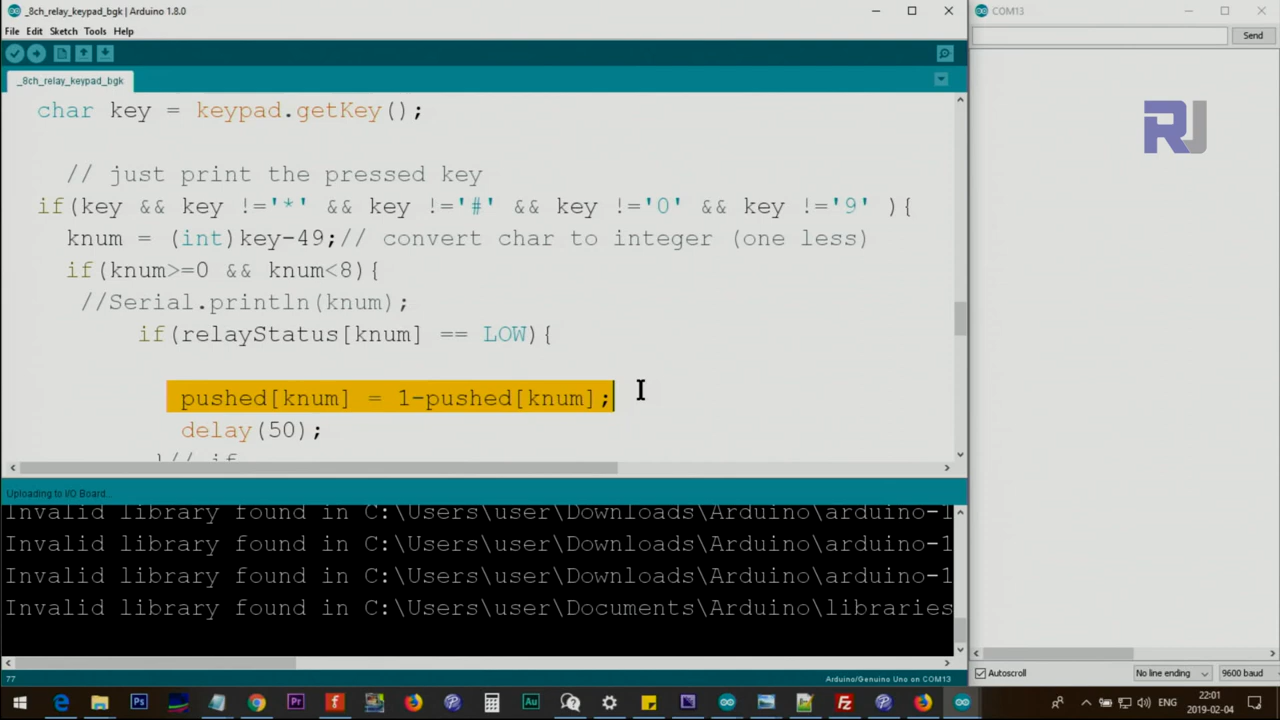 _8ch_relay_keypad_bgk | Arduino 1.8.0
COM13
File Edit Sketch Tools Help
Send
_8ch_relay_keypad_bgk
RJ
char key = keypad.getKey();
// just print the pressed key
if(key && key !='*' && key !='#' && key !='0' && key !='9' ){
knum = (int)key-49;// convert char to integer (one less)
if(knum>=0 && knum<8){
//Serial.println(knum);
if(relayStatus[knum] == LOW){
pushed[knum] = 1-pushed[knum];
delay(50);
}// if
Uploading to I/O Board...
Invalid library found in C:\Users\user\Downloads\Arduino\arduino-1
Invalid library found in C:\Users\user\Downloads\Arduino\arduino-1
Invalid library found in C:\Users\user\Downloads\Arduino\arduino-1
Invalid library found in C:\Users\user\Documents\Arduino\libraries
Autoscroll
No line ending
9600 baud
77
Arduino/Genuino Uno on COM13
Ps
Pr
f
Au
Fz
ENG
22:01
2019-02-04